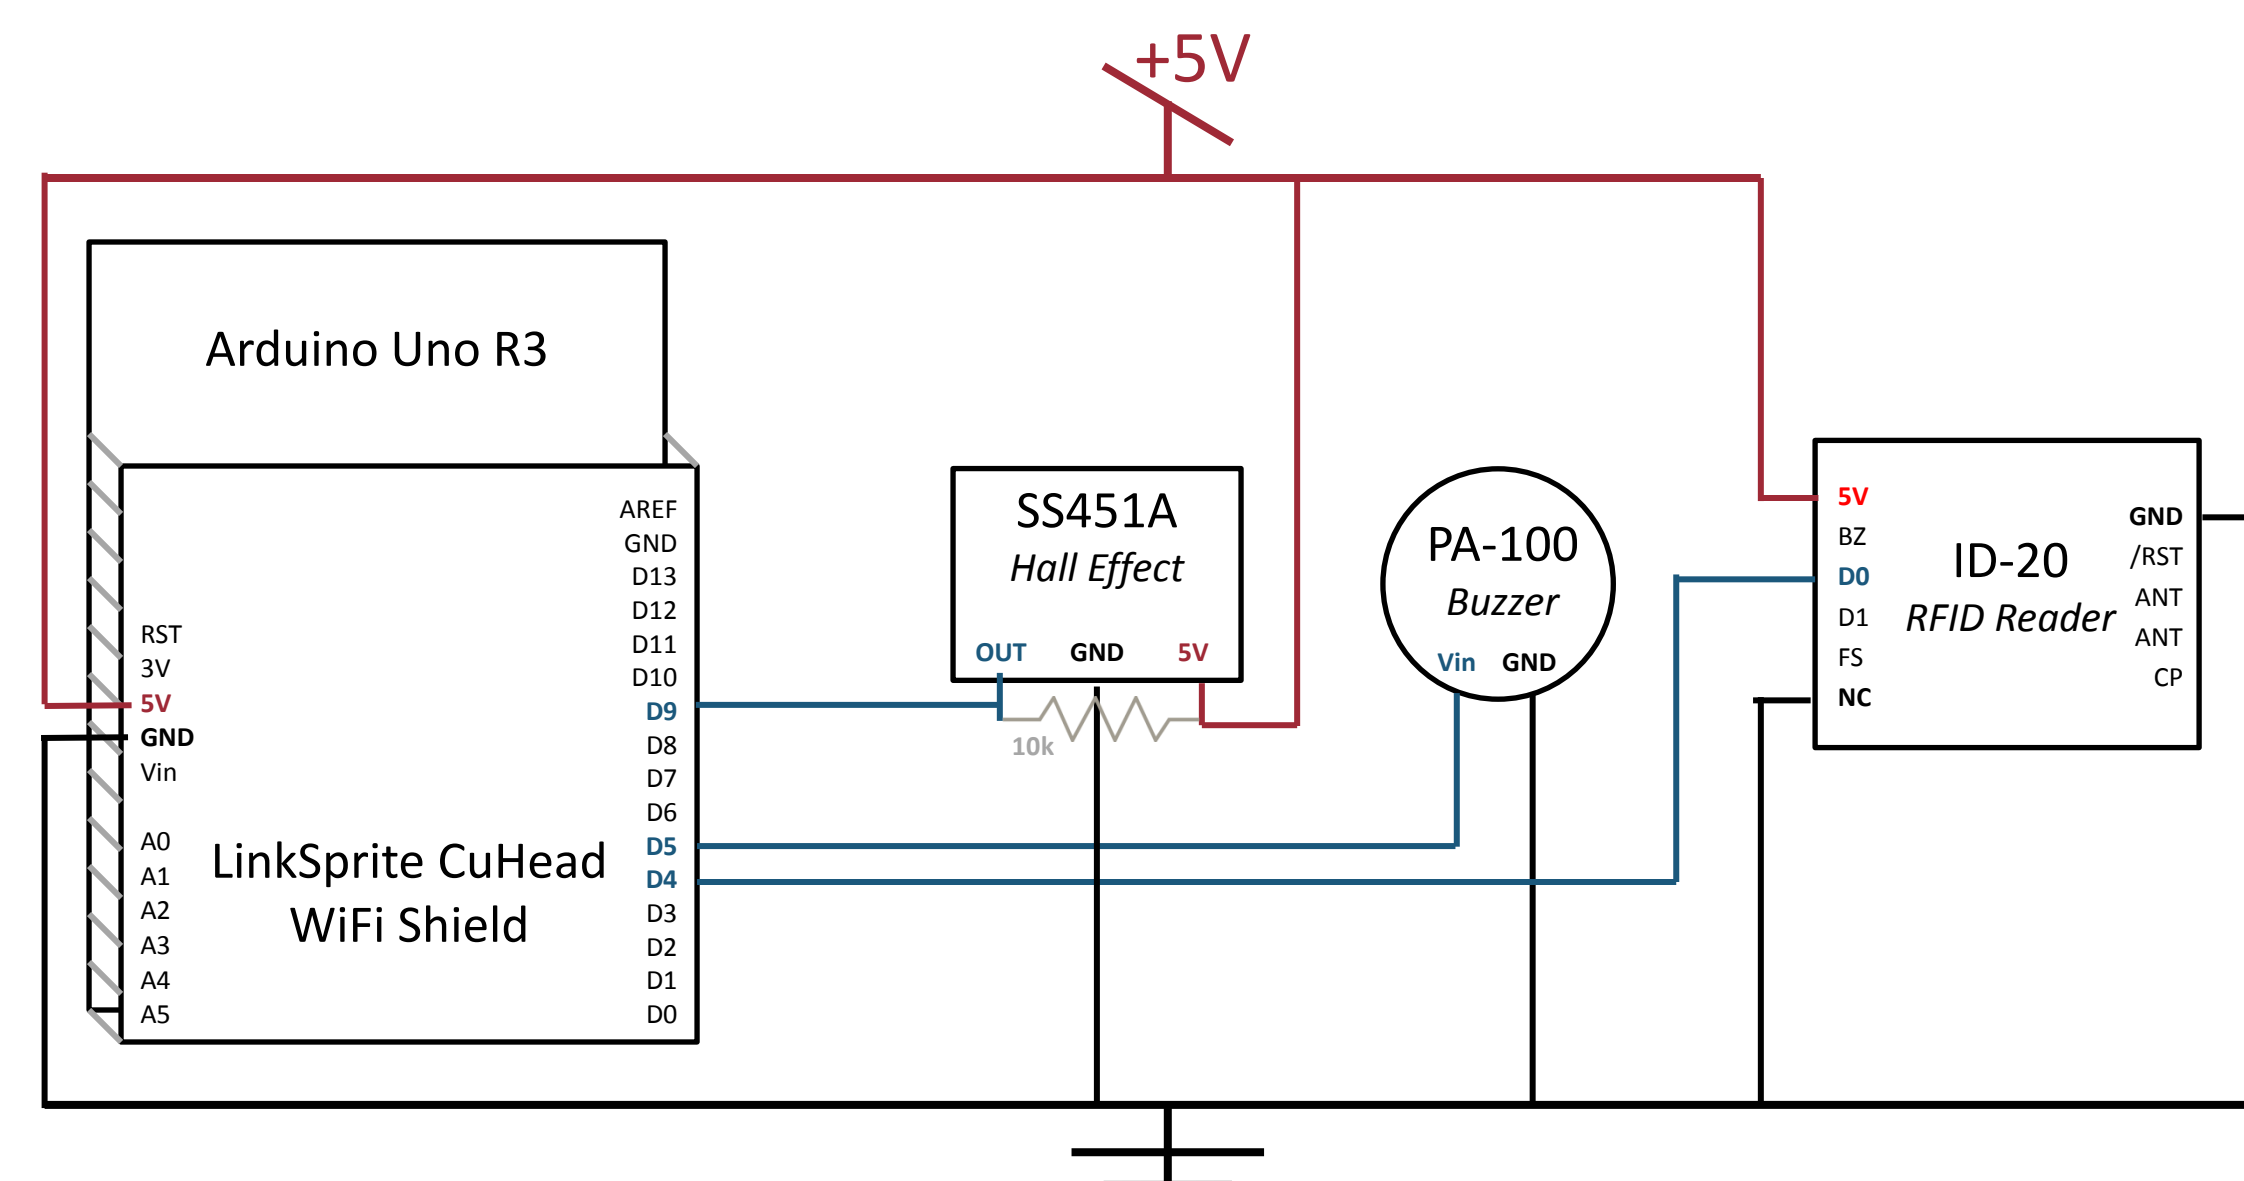 +5V
Arduino Uno R3
RST
3V
5V
GND
Vin
A0
A1
A2
A3
A4
A5
LinkSprite CuHead
WiFi Shield
AREF
GND
D13
D12
D11
D10
D9
D8
D7
D6
D5
D4
D3
D2
D1
D0
SS451A
Hall Effect
OUT GND 5V
10k
PA-100
Buzzer
Vin GND
5V
BZ
D0
D1
FS
NC
ID-20
RFID Reader
GND
/RST
ANT
ANT
CP